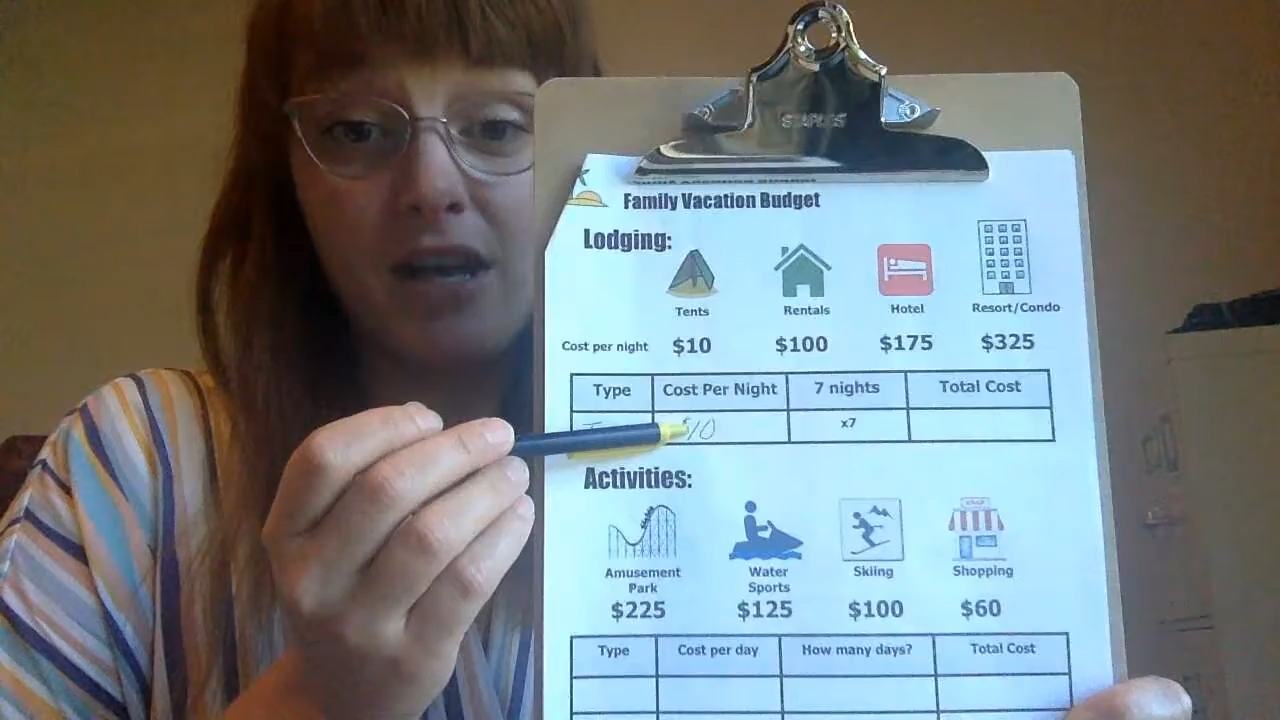 STAPLES
Family Vacation Budget
Lodging:
Tents Rentals Hotel Resort/Condo
Cost per night $10 $100 $175 $325
Type Cost Per Night 7 nights Total Cost
$10 x7
Activities:
shop
Amusement Park Water Sports Skiing Shopping
$225 $125 $100 $60
Type Cost per day How many days? Total Cost